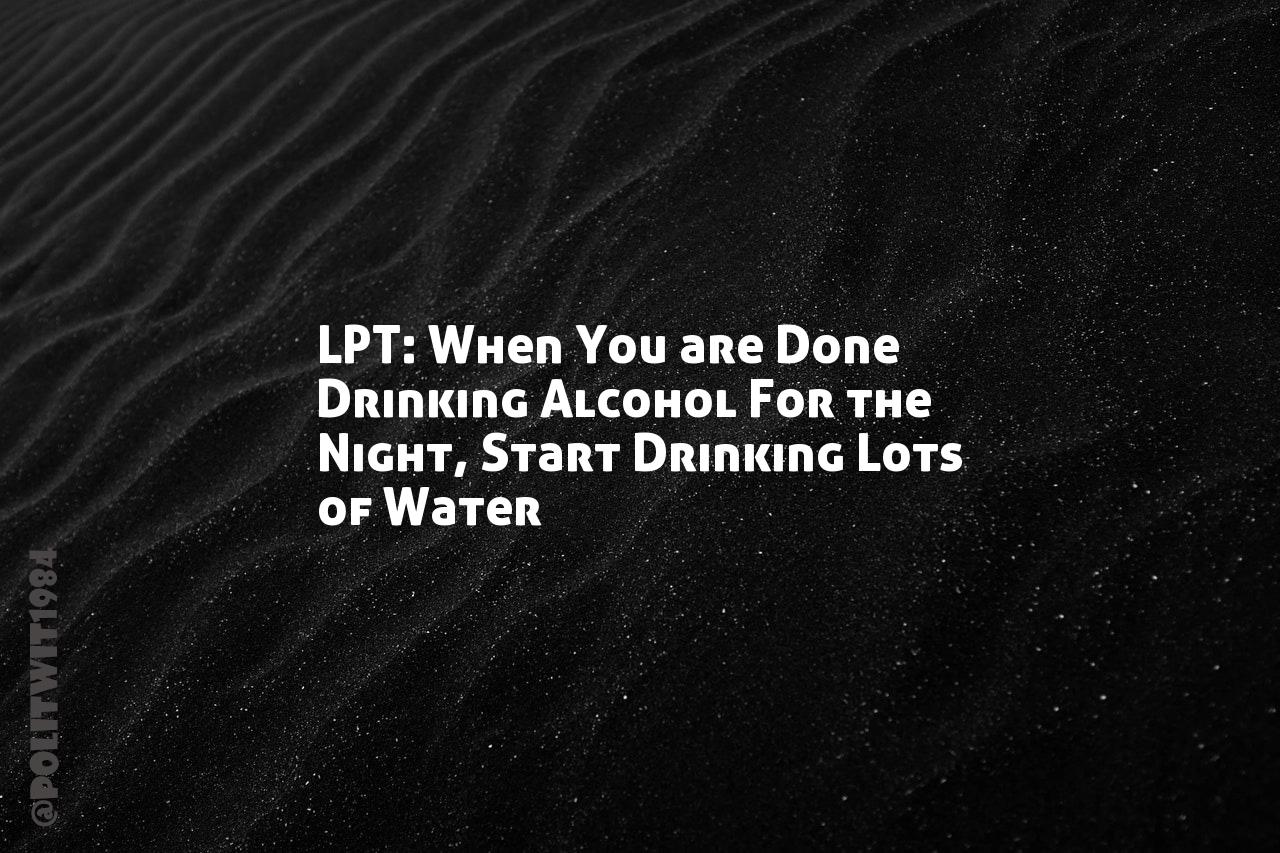 LPT: When You are Done
Drinking Alcohol For the
Night, Start Drinking Lots
of Water
@POLITWIT1984